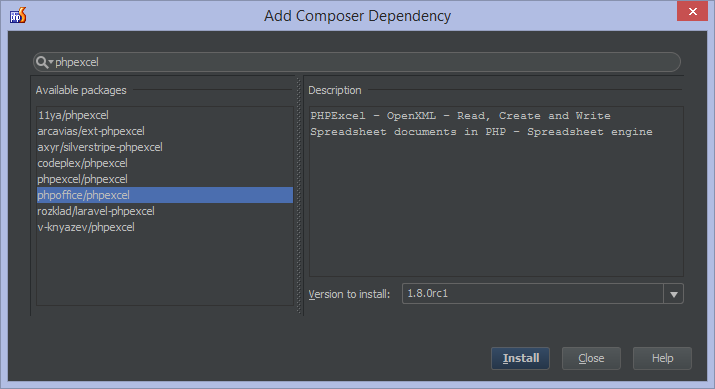 php
Add Composer Dependency
phpexcel
Available packages
Description
11ya/phpexcel
arcavias/ext-phpexcel
axyr/silverstripe-phpexcel
codeplex/phpexcel
phpexcel/phpexcel
phpoffice/phpexcel
rozklad/laravel-phpexcel
v-knyazev/phpexcel
PHPExcel - OpenXML - Read, Create and Write
Spreadsheet documents in PHP - Spreadsheet engine
Version to install:
1.8.0rc1
Install
Close
Help